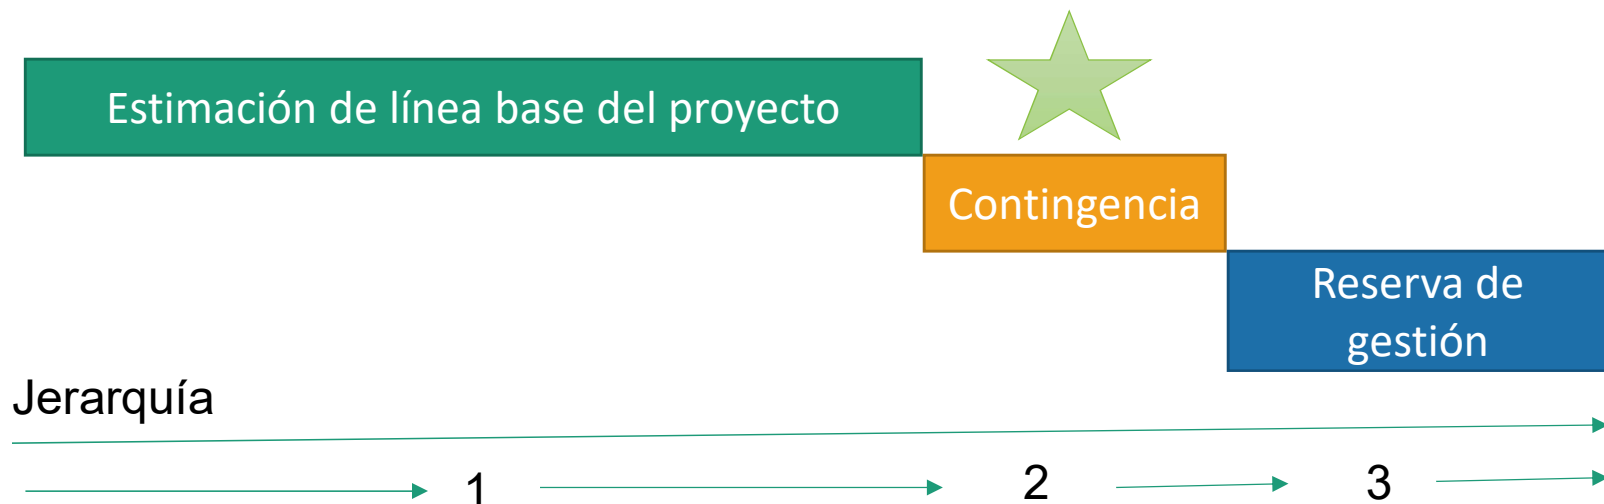 Estimación de línea base del proyecto
Contingencia
Reserva de
gestión
Jerarquía
1
2
3